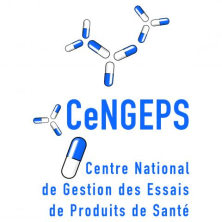 CeNGEPS
Centre National
de Gestion des Essais
de Produits de Santé